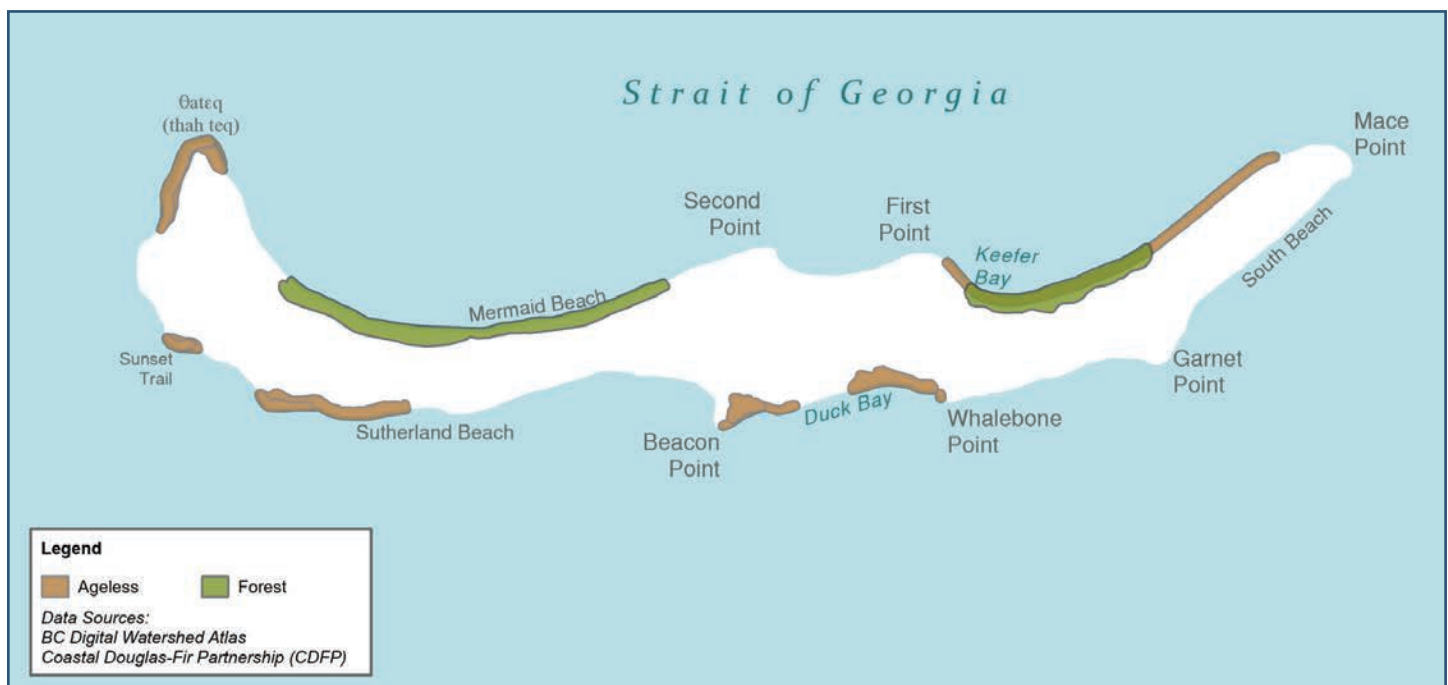 Strait of Georgia
θatεq
(thah teq)
Mace
Point
Second
Point
First
Point
Keefer
Bay
South Beach
Mermaid Beach
Sunset
Trail
Garnet
Point
Sutherland Beach
Duck Bay
Beacon
Point
Whalebone
Point
Legend
Ageless
Forest
Data Sources:
BC Digital Watershed Atlas
Coastal Douglas-Fir Partnership (CDFP)